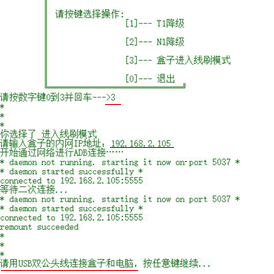 请按键选择操作:
[1]--- T1降级
[2]--- N1降级
[3]--- 盒子进入线刷模式
[0]--- 退出
请按数字键0到3并回车--->3
*
*
*
你选择了 进入线刷模式
请输入盒子的内网IP地址，192.168.2.105
开始通过网络进行ADB连接……
* daemon not running. starting it now on port 5037 *
* daemon started successfully *
connected to 192.168.2.105:5555
等待二次连接...
* daemon not running. starting it now on port 5037 *
* daemon started successfully *
connected to 192.168.2.105:5555
remount succeeded
*
*
*
请用USB双公头线连接盒子和电脑，按任意键继续...